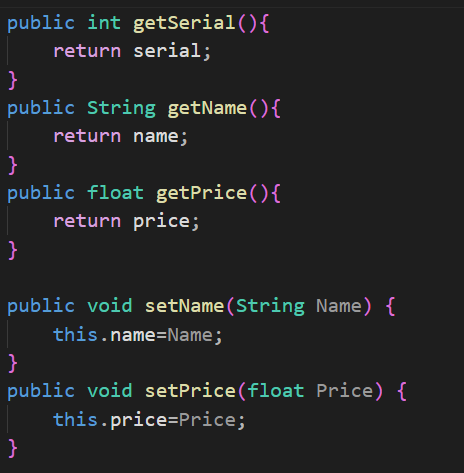 public int getSerial(){
    return serial;
}
public String getName(){
    return name;
}
public float getPrice(){
    return price;
}

public void setName(String Name) {
    this.name=Name;
}
public void setPrice(float Price) {
    this.price=Price;
}